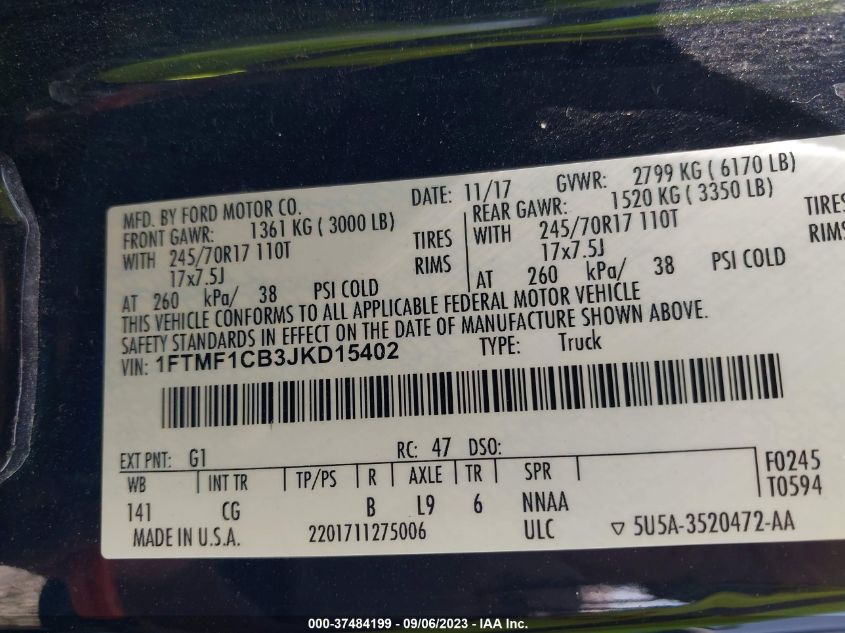 MFD. BY FORD MOTOR CO. DATE: 11/17 GVWR: 2799 KG ( 6170 LB)
FRONT GAWR: 1361 KG ( 3000 LB) REAR GAWR: 1520 KG ( 3350 LB)
WITH 245/70R17 110T TIRES WITH 245/70R17 110T TIRES
17x7.5J RIMS 17x7.5J RIMS
AT 260 kPa/ 38 PSI COLD AT 260 kPa/ 38 PSI COLD
THIS VEHICLE CONFORMS TO ALL APPLICABLE FEDERAL MOTOR VEHICLE
SAFETY STANDARDS IN EFFECT ON THE DATE OF MANUFACTURE SHOWN ABOVE.
VIN: 1FTMF1CB3JKD15402 TYPE: Truck
EXT PNT: G1 RC: 47 DSO:
WB INT TR TP/PS R AXLE TR SPR F0245
141 CG B L9 6 NNAA T0594
MADE IN U.S.A. 2201711275006 ULC ▽ 5U5A-3520472-AA
000-37484199 - 09/06/2023 - IAA Inc.